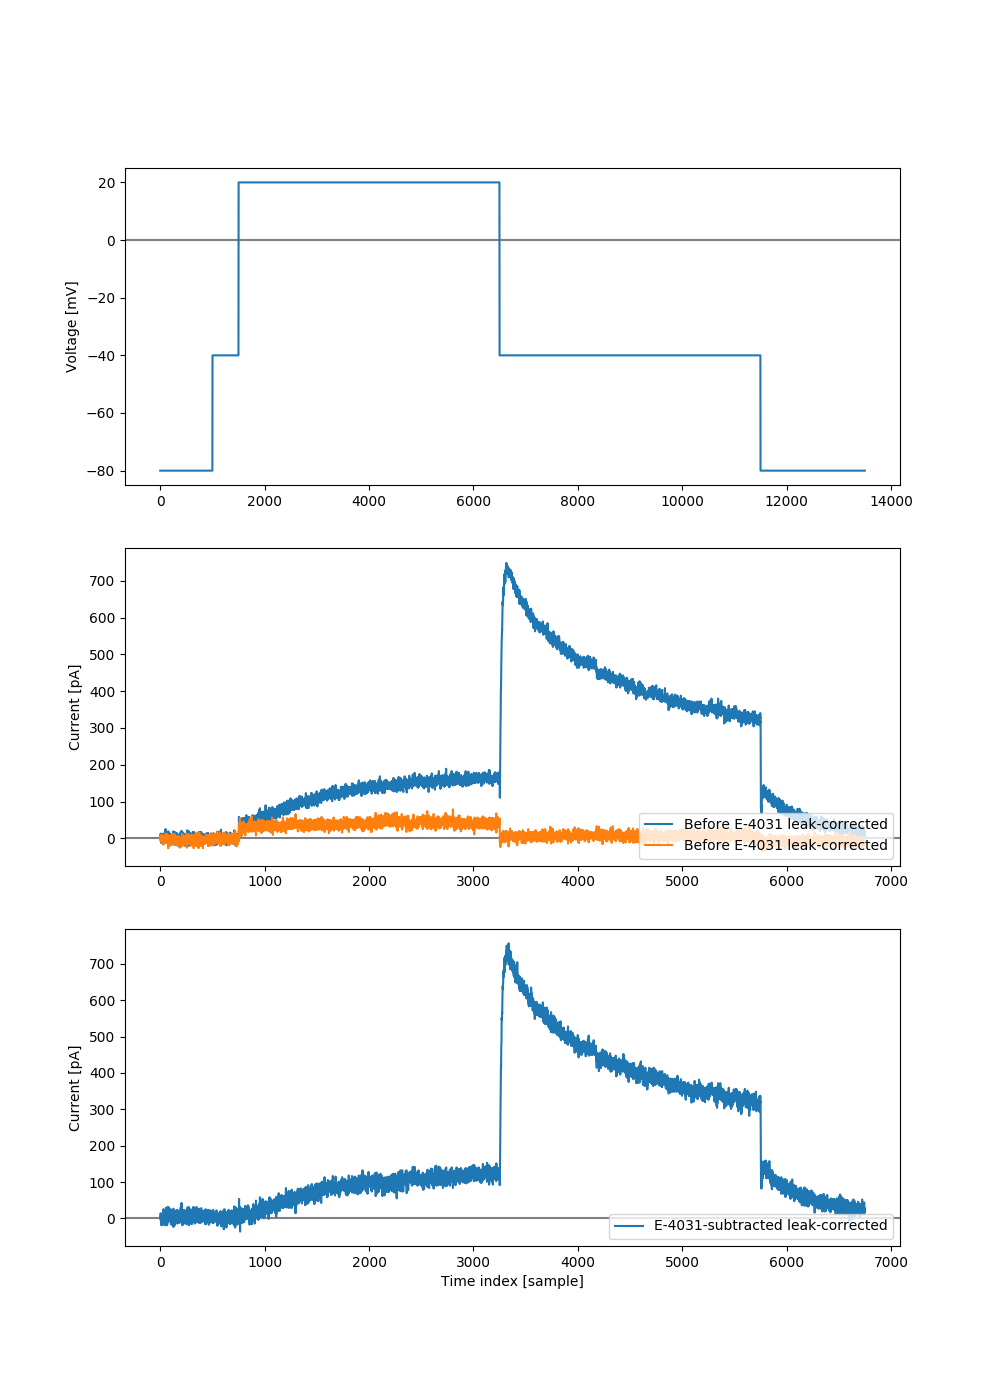 20
0
−20
−40
−60
−80
Voltage [mV]
0 2000 4000 6000 8000 10000 12000 14000
700
600
500
400
300
200
100
0
Current [pA]
Before E-4031 leak-corrected
Before E-4031 leak-corrected
0 1000 2000 3000 4000 5000 6000 7000
700
600
500
400
300
200
100
0
Current [pA]
E-4031-subtracted leak-corrected
0 1000 2000 3000 4000 5000 6000 7000
Time index [sample]